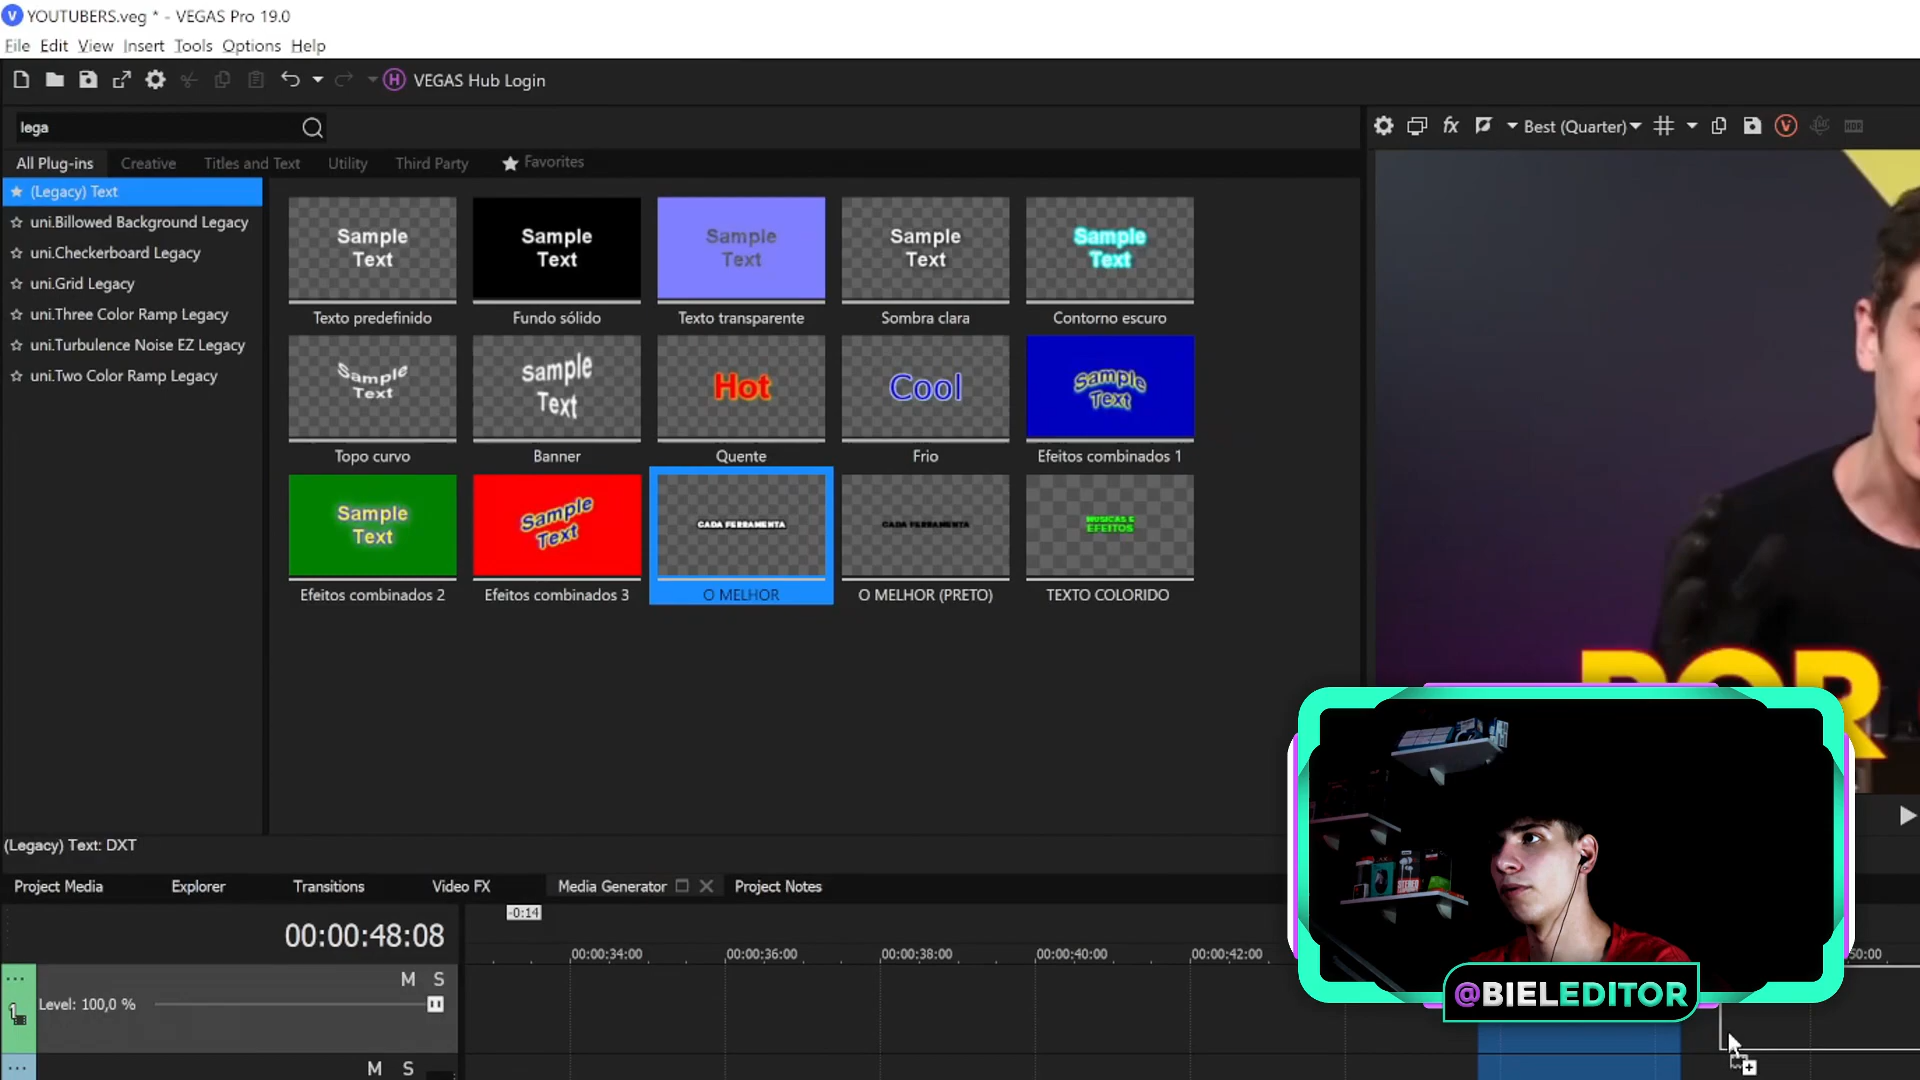 YOUTUBERS.veg * - VEGAS Pro 19.0
File Edit View Insert Tools Options Help
VEGAS Hub Login
lega
Best (Quarter)
All Plug-ins Creative Titles and Text Utility Third Party Favorites
(Legacy) Text
uni.Billowed Background Legacy
uni.Checkerboard Legacy
uni.Grid Legacy
uni.Three Color Ramp Legacy
uni.Turbulence Noise EZ Legacy
uni.Two Color Ramp Legacy
Sample Text
Sample Text
Sample Text
Sample Text
Sample Text
Texto predefinido
Fundo sólido
Texto transparente
Sombra clara
Contorno escuro
Sample Text
Sample Text
Hot
Cool
Sample Text
Topo curvo
Banner
Quente
Frio
Efeitos combinados 1
Sample Text
Sample Text
CADA FERRAMENTA
CADA FERRAMENTA
MUSICAS E EFEITOS
Efeitos combinados 2
Efeitos combinados 3
O MELHOR
O MELHOR (PRETO)
TEXTO COLORIDO
POR
(Legacy) Text: DXT
Project Media Explorer Transitions Video FX Media Generator Project Notes
-0:14
00:00:48:08
00:00:34:00 00:00:36:00 00:00:38:00 00:00:40:00 00:00:42:00
M S
1
Level: 100,0 %
M S
@BIELEDITOR